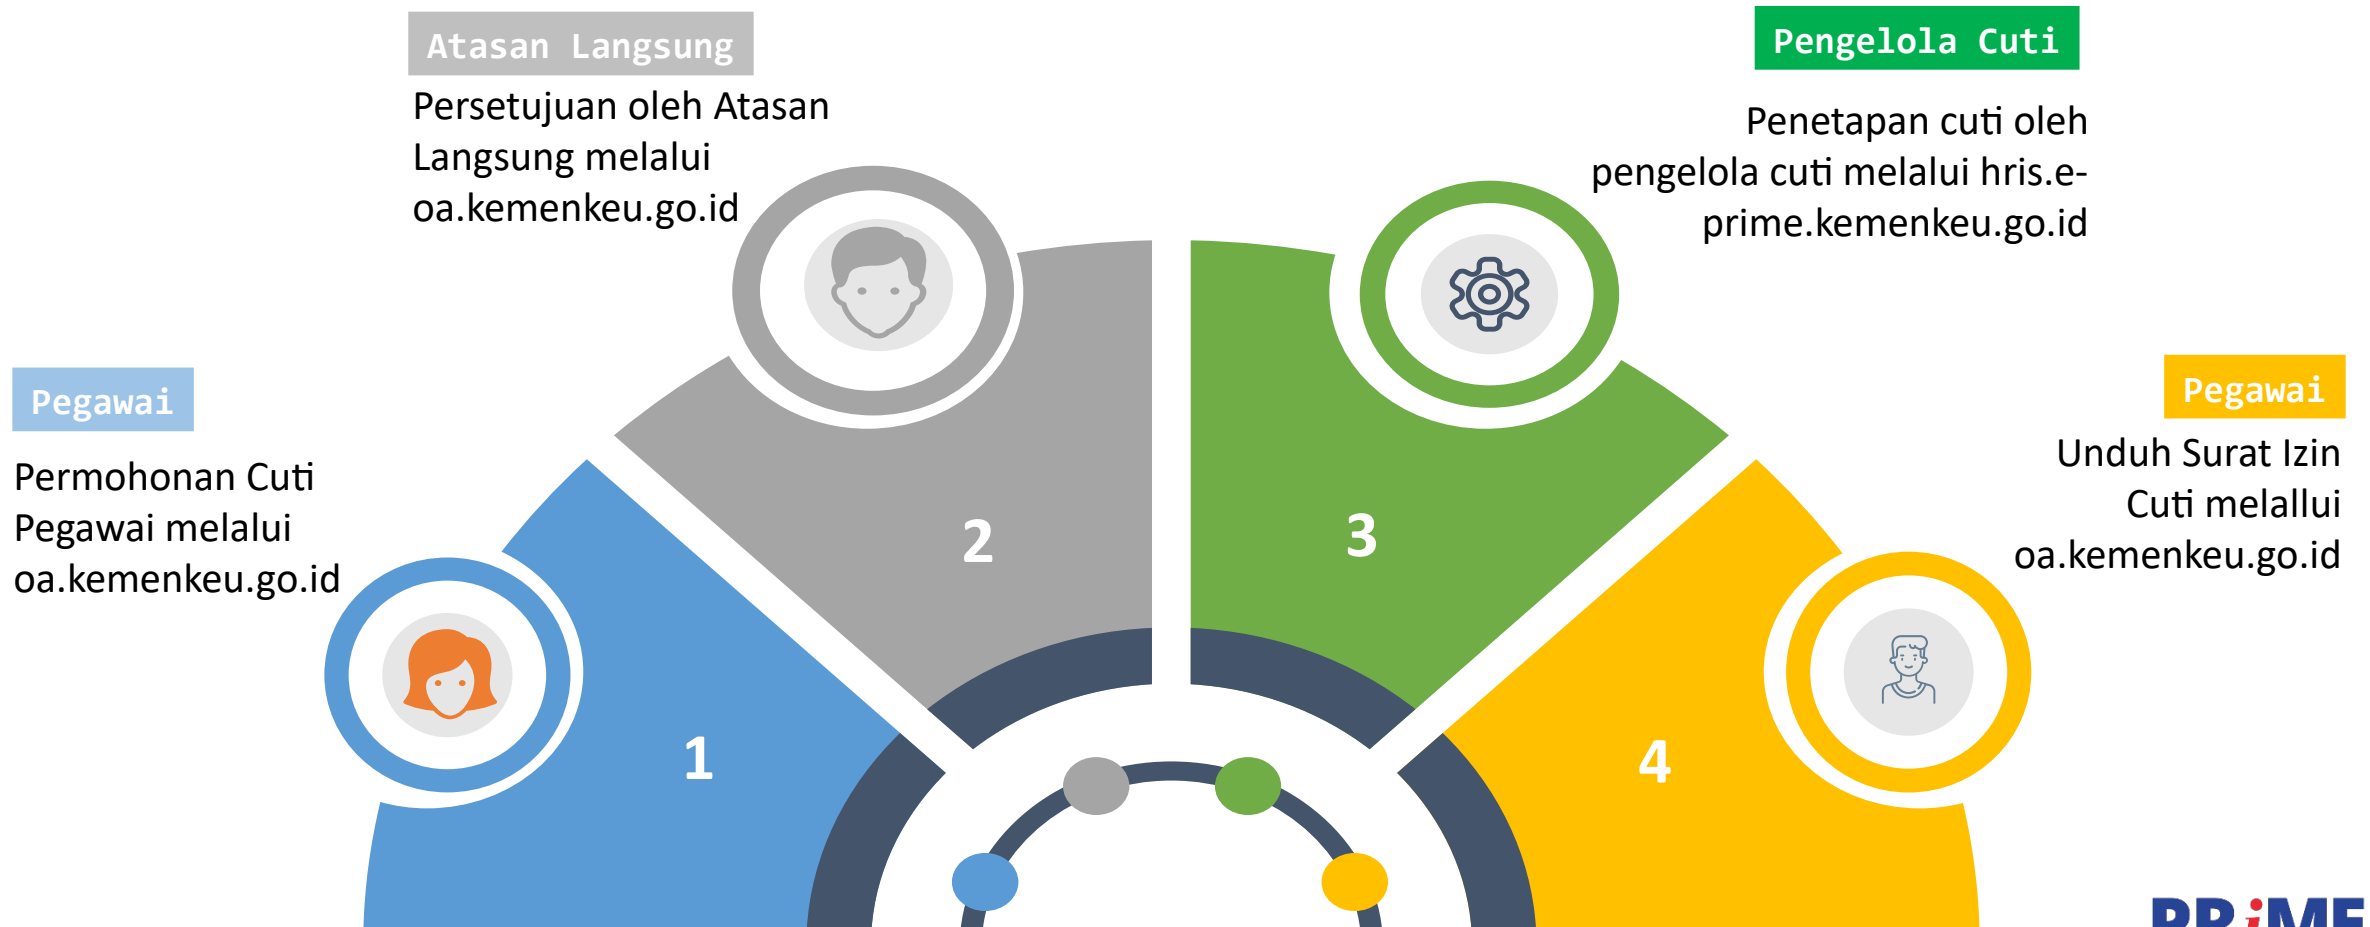 Pegawai
Permohonan Cuti
Pegawai melalui
oa.kemenkeu.go.id
1
Atasan Langsung
Persetujuan oleh Atasan
Langsung melalui
oa.kemenkeu.go.id
2
Pengelola Cuti
Penetapan cuti oleh
pengelola cuti melalui hris.e-
prime.kemenkeu.go.id
3
Pegawai
Unduh Surat Izin
Cuti melallui
oa.kemenkeu.go.id
4
PRiME